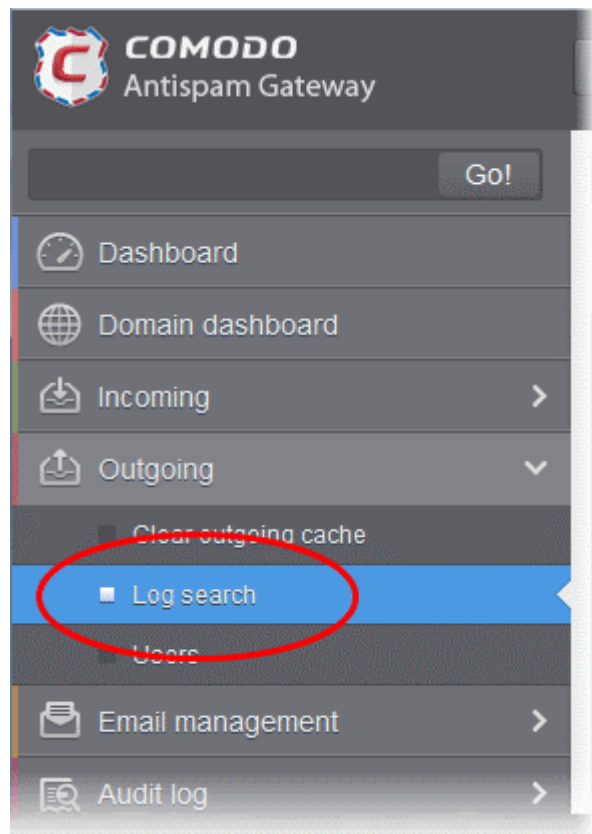 COMODO
Antispam Gateway
Go!
Dashboard
Domain dashboard
Incoming
Outgoing
Clear outgoing cache
Log search
Users
Email management
Audit log